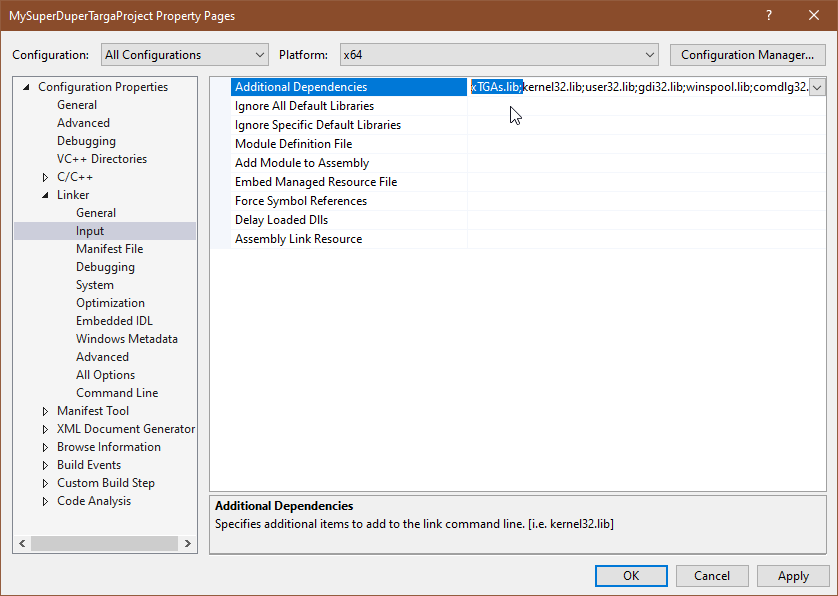 MySuperDuperTargaProject Property Pages
?
Configuration: All Configurations Platform: x64 Configuration Manager...
Configuration Properties
General
Advanced
Debugging
VC++ Directories
C/C++
Linker
General
Input
Manifest File
Debugging
System
Optimization
Embedded IDL
Windows Metadata
Advanced
All Options
Command Line
Manifest Tool
XML Document Generator
Browse Information
Build Events
Custom Build Step
Code Analysis
Additional Dependencies xTGAs.lib;kernel32.lib;user32.lib;gdi32.lib;winspool.lib;comdlg32.
Ignore All Default Libraries
Ignore Specific Default Libraries
Module Definition File
Add Module to Assembly
Embed Managed Resource File
Force Symbol References
Delay Loaded Dlls
Assembly Link Resource
Additional Dependencies
Specifies additional items to add to the link command line. [i.e. kernel32.lib]
OK Cancel Apply